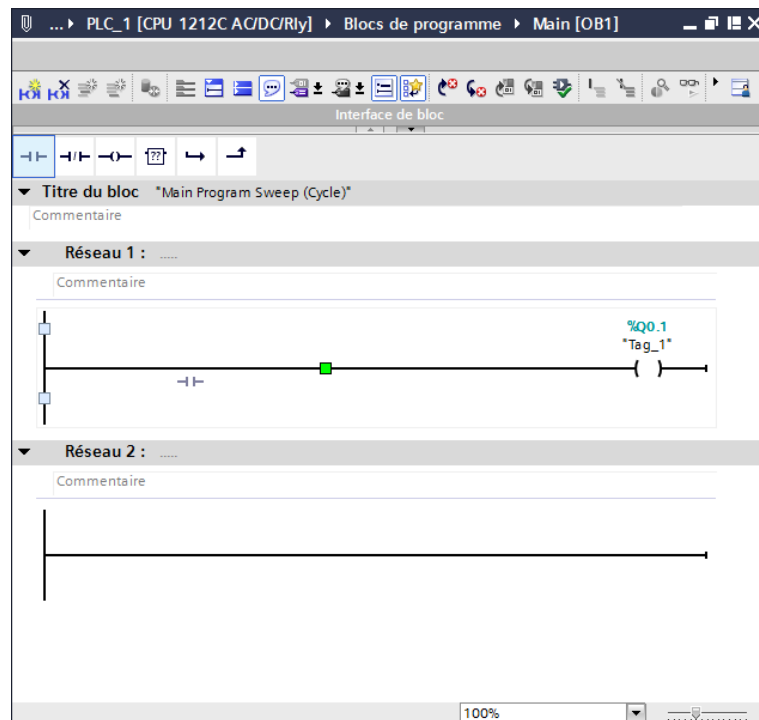 ... PLC_1 [CPU 1212C AC/DC/Rly] Blocs de programme Main [OB1]
Interface de bloc
??
Titre du bloc "Main Program Sweep (Cycle)"
Commentaire
Réseau 1 : .....
Commentaire
%Q0.1
"Tag_1"
Réseau 2 : .....
Commentaire
100%